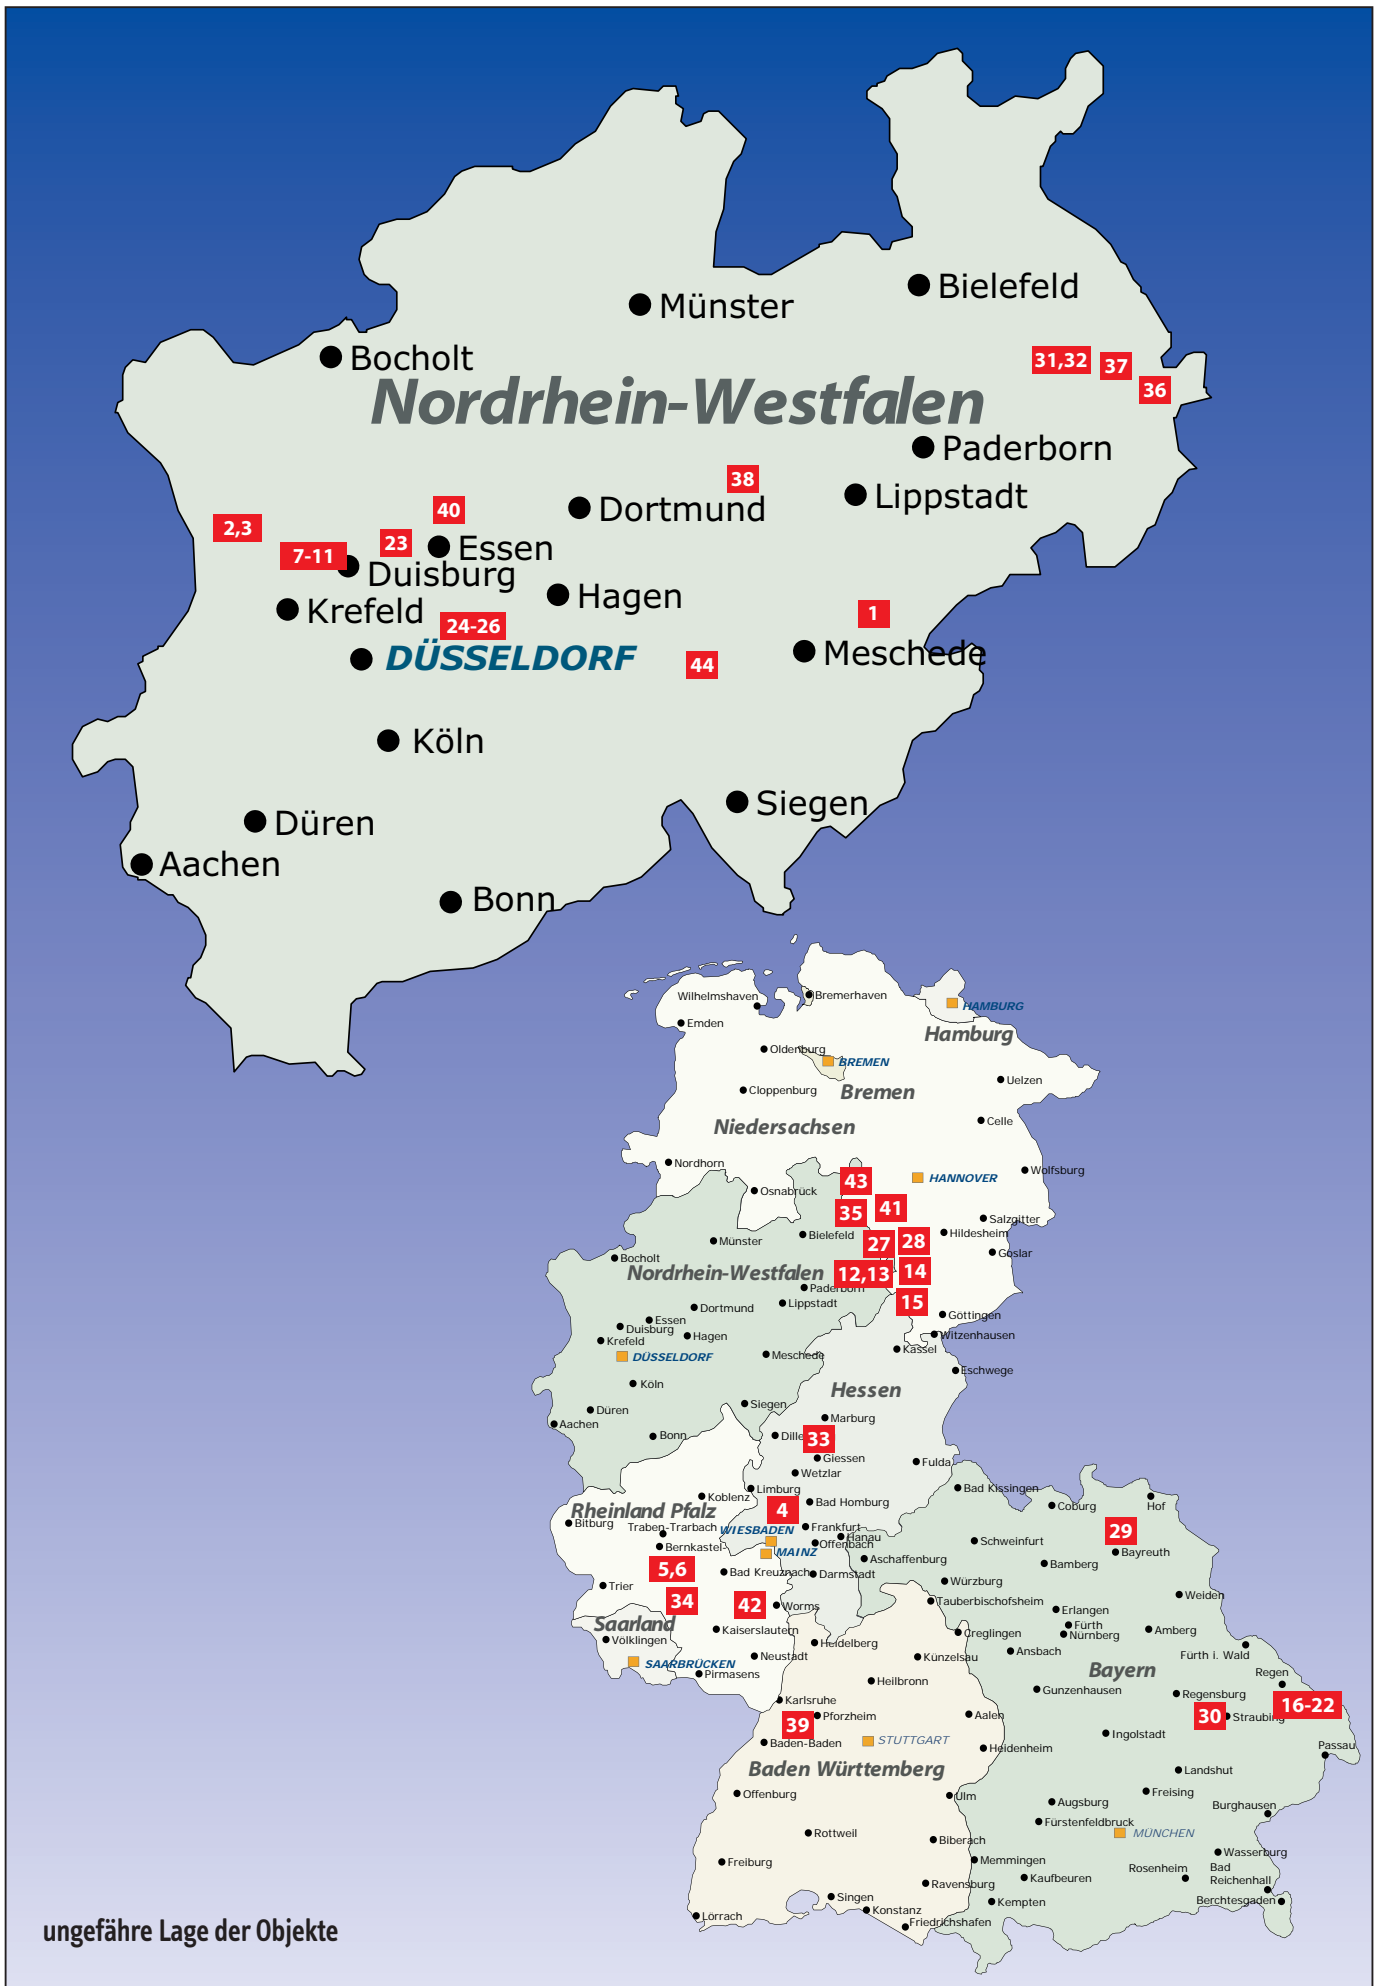 Münster
Bielefeld
Bocholt
31,32
37
36
Nordrhein-Westfalen
Paderborn
38
Lippstadt
Dortmund
40
2,3
23
Essen
7-11
Duisburg
Krefeld
Hagen
24-26
1
DÜSSELDORF
44
Meschede
Köln
Siegen
Düren
Aachen
Bonn
Wilhelmshaven
Bremerhaven
HAMBURG
Emden
Hamburg
Oldenburg
BREMEN
Uelzen
Cloppenburg
Bremen
Celle
Niedersachsen
Nordhorn
Wolfsburg
43
HANNOVER
Osnabrück
41
35
Salzgitter
Hildesheim
Bielefeld
Münster
27
28
Goslar
Bocholt
Nordrhein-Westfalen
12,13
14
Paderborn
Lippstadt
15
Dortmund
Göttingen
Essen
Duisburg
Hagen
Witzenhausen
Krefeld
Kassel
DÜSSELDORF
Meschede
Eschwege
Köln
Hessen
Siegen
Düren
Marburg
Aachen
Bonn
Dille
33
Giessen
Fulda
Wetzlar
Limburg
Bad Kissingen
Koblenz
Bad Homburg
Coburg
Hof
Rheinland Pfalz
4
Bitburg
Traben-Trarbach
WIESBADEN
Frankfurt
Hanau
29
Offenbach
Schweinfurt
Bernkastel
MAINZ
Bayreuth
Aschaffenburg
Bamberg
5,6
Bad Kreuznach
Darmstadt
Würzburg
Trier
Weiden
34
42
Worms
Tauberbischofsheim
Erlangen
Saarland
Kaiserslautern
Fürth
Amberg
Creglingen
Nürnberg
Völklingen
Heidelberg
Ansbach
Fürth i. Wald
Neustadt
Künzelsau
SAARBRÜCKEN
Bayern
Regen
Pirmasens
Heilbronn
Gunzenhausen
Regensburg
Karlsruhe
16-22
39
Pforzheim
Aalen
30
Straubing
Ingolstadt
Baden-Baden
STUTTGART
Heidenheim
Passau
Baden Württemberg
Landshut
Offenburg
Ulm
Freising
Augsburg
Burghausen
Fürstenfeldbruck
Rottweil
MÜNCHEN
Biberach
Wasserburg
Freiburg
Memmingen
Rosenheim
Bad
Reichenhall
Kaufbeuren
Ravensburg
Singen
Kempten
Berchtesgaden
Konstanz
Lörrach
Friedrichshafen
ungefähre Lage der Objekte